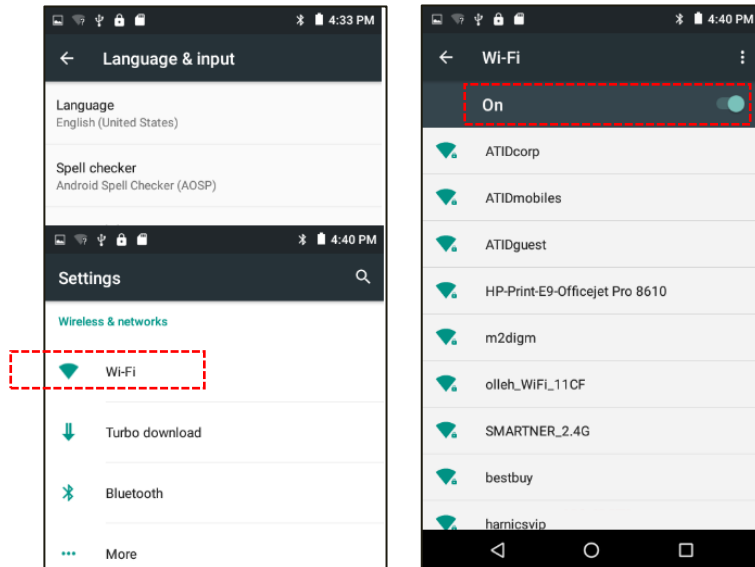 4:33 PM
Language & input
Language
English (United States)
Spell checker
Android Spell Checker (AOSP)
4:40 PM
Settings
Wireless & networks
Wi-Fi
Turbo download
Bluetooth
More
4:40 PM
Wi-Fi
On
ATIDcorp
ATIDmobiles
ATIDguest
HP-Print-E9-Officejet Pro 8610
m2digm
olleh_WiFi_11CF
SMARTNER_2.4G
bestbuy
harnicsvip